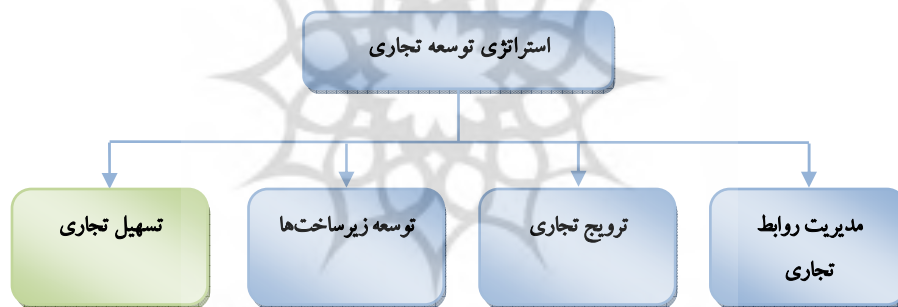 استراتژی توسعه تجاری
مدیریت روابط
تجاری
ترویج تجاری
توسعه زیرساخت‌ها
تسهیل تجاری